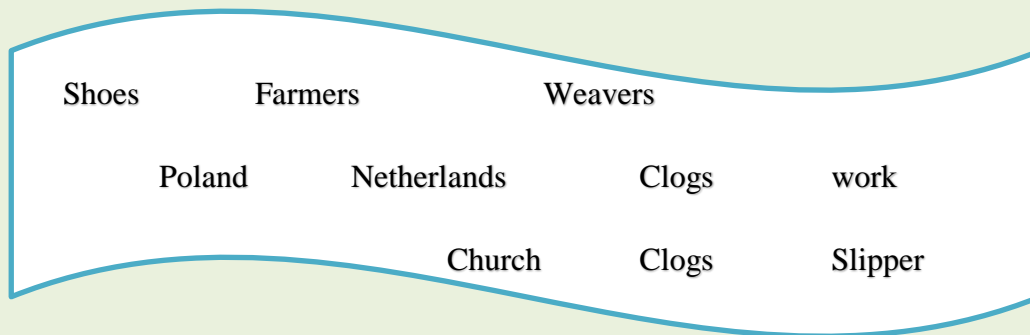 Shoes Farmers Weavers
Poland Netherlands Clogs work
Church Clogs Slipper